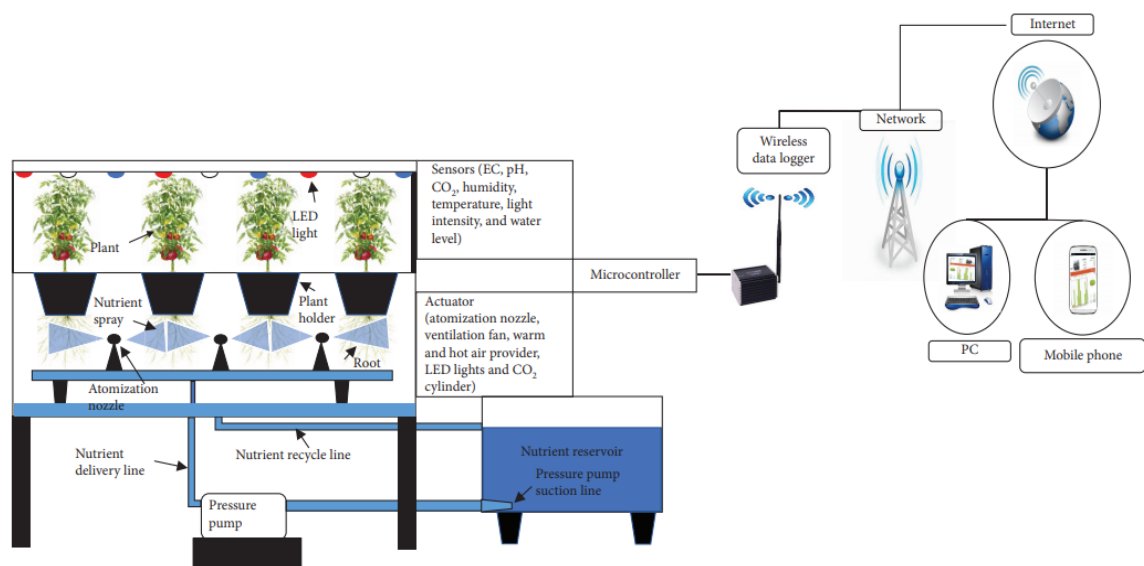 Internet
Network
Wireless
data logger
Sensors (EC, pH,
CO₂, humidity,
temperature, light
intensity, and water
level)
LED
light
Plant
Microcontroller
Nutrient
spray
Plant
holder
Actuator
(atomization nozzle,
ventilation fan, warm
and hot air provider,
LED lights and CO₂
cylinder)
Root
Atomization
nozzle
PC
Mobile phone
Nutrient
delivery line
Nutrient recycle line
Nutrient reservoir
Pressure pump
suction line
Pressure
pump